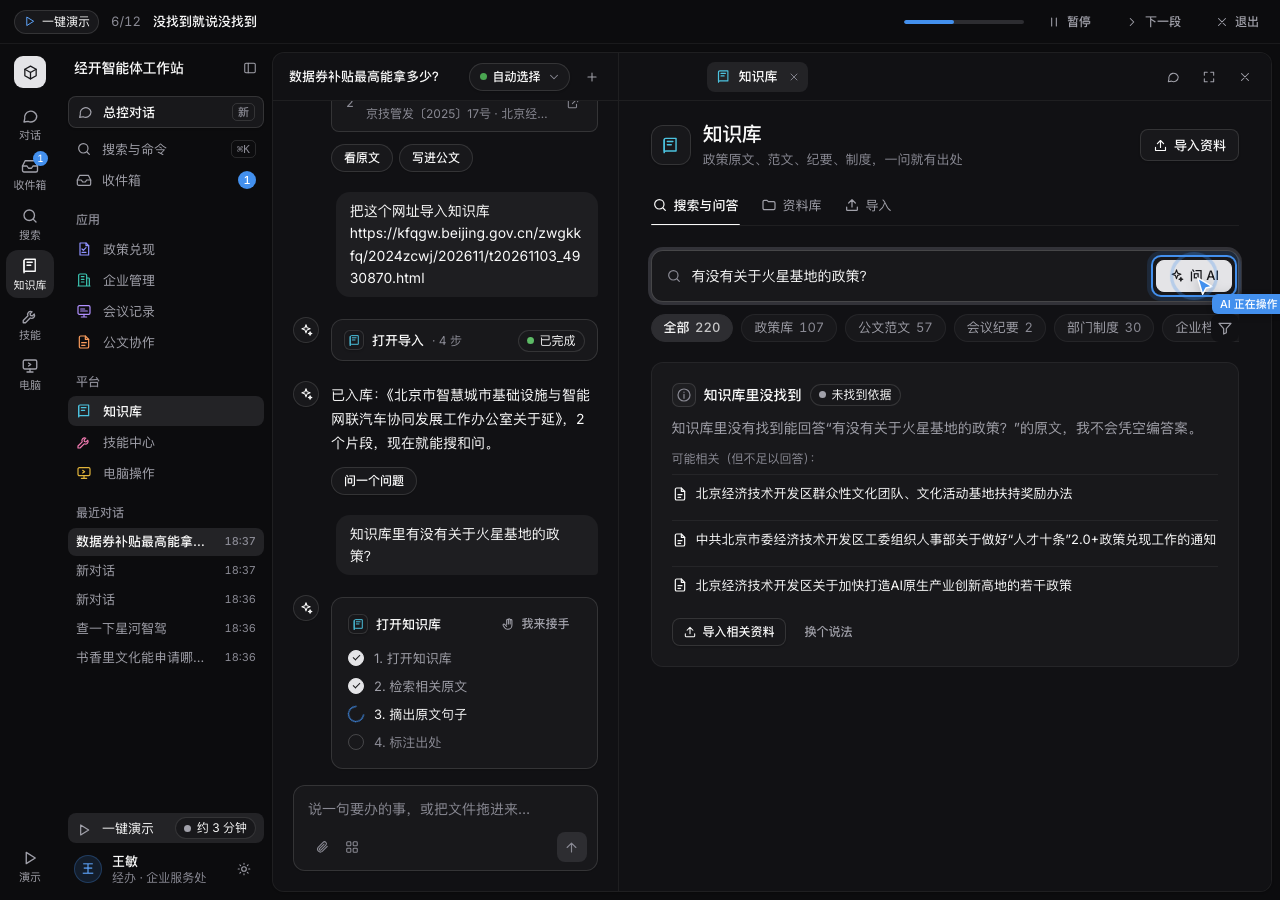 一键演示
6/12 没找到就说没找到
暂停
下一段
退出
对话
1
收件箱
搜索
知识库
技能
电脑
演示
经开智能体工作站
总控对话 新
搜索与命令 ⌘K
收件箱 1
应用
政策兑现
企业管理
会议记录
公文协作
平台
知识库
技能中心
电脑操作
最近对话
数据券补贴最高能拿... 18:37
新对话 18:37
新对话 18:36
查一下星河智驾 18:36
书香里文化能申请哪... 18:36
一键演示 约 3 分钟
王
王敏
经办 · 企业服务处
数据券补贴最高能拿多少?
自动选择
2
京技管发〔2025〕17号 · 北京经...
看原文
写进公文
把这个网址导入知识库
https://kfqgw.beijing.gov.cn/zwgkk
fq/2024zcwj/202611/t20261103_49
30870.html
打开导入 · 4 步 已完成
已入库:《北京市智慧城市基础设施与智能
网联汽车协同发展工作办公室关于延》, 2
个片段, 现在就能搜和问。
问一个问题
知识库里有没有关于火星基地的政
策?
打开知识库 我来接手
1. 打开知识库
2. 检索相关原文
3. 摘出原文句子
4. 标注出处
说一句要办的事, 或把文件拖进来...
知识库
知识库
政策原文、范文、纪要、制度, 一问就有出处
导入资料
搜索与问答
资料库
导入
有没有关于火星基地的政策?
问 AI
AI 正在操作
全部 220
政策库 107
公文范文 57
会议纪要 2
部门制度 30
企业
知识库里没找到 未找到依据
知识库里没有找到能回答“有没有关于火星基地的政策? ”的原文, 我不会凭空编答案。
可能相关 (但不足以回答) :
北京经济技术开发区群众性文化团队、文化活动基地扶持奖励办法
中共北京市委经济技术开发区工委组织人事部关于做好“人才十条”2.0+政策兑现工作的通知
北京经济技术开发区关于加快打造AI原生产业创新高地的若干政策
导入相关资料
换个说法